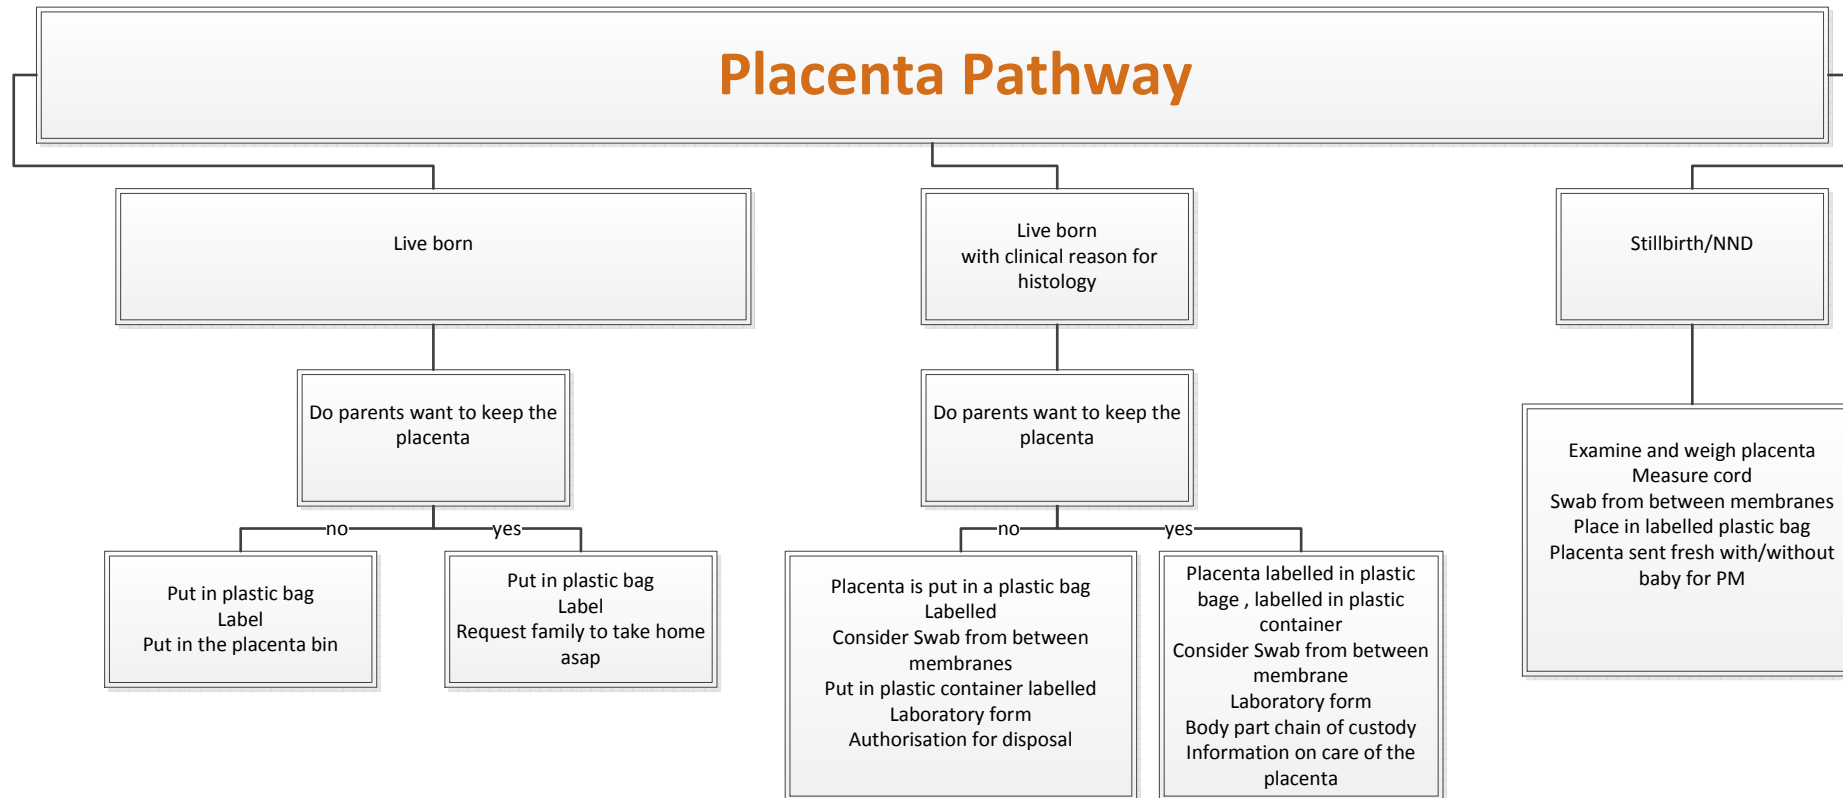 Placenta Pathway
Live born
Live born
with clinical reason for
histology
Stillbirth/NND
Do parents want to keep the
placenta
Do parents want to keep the
placenta
Examine and weigh placenta
Measure cord
Swab from between membranes
Place in labelled plastic bag
Placenta sent fresh with/without
baby for PM
no
yes
no
yes
Put in plastic bag
Label
Put in the placenta bin
Put in plastic bag
Label
Request family to take home
asap
Placenta is put in a plastic bag
Labelled
Consider Swab from between
membranes
Put in plastic container labelled
Laboratory form
Authorisation for disposal
Placenta labelled in plastic
bage , labelled in plastic
container
Consider Swab from between
membrane
Laboratory form
Body part chain of custody
Information on care of the
placenta